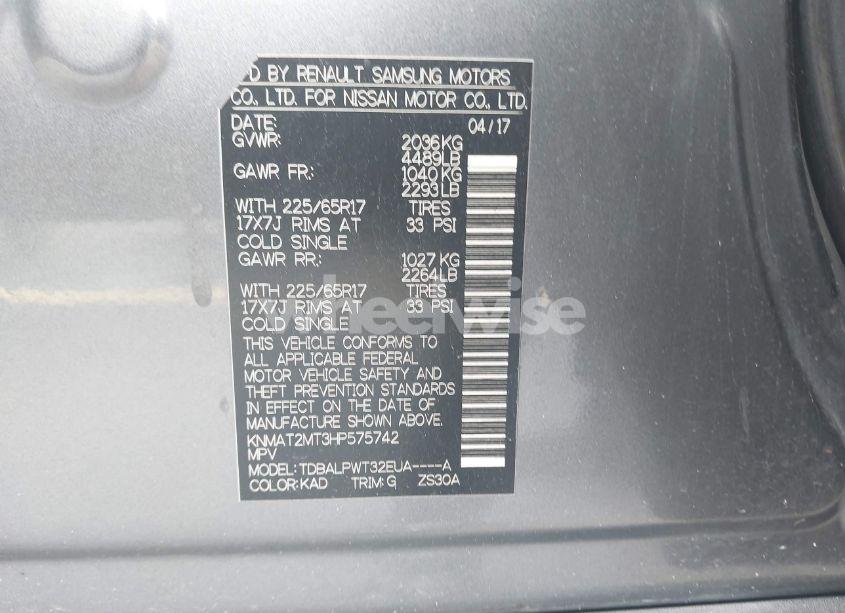 D BY RENAULT SAMSUNG MOTORS
CO., LTD. FOR NISSAN MOTOR CO., LTD.
DATE: 04/17
GVWR: 2036KG
4489LB
GAWR FR: 1040KG
2293LB
WITH 225/65R17 TIRES
17X7J RIMS AT 33 PSI
COLD SINGLE
GAWR RR: 1027KG
2264LB
WITH 225/65R17 TIRES
17X7J RIMS AT 33 PSI
COLD SINGLE
THIS VEHICLE CONFORMS TO
ALL APPLICABLE FEDERAL
MOTOR VEHICLE SAFETY AND
THEFT PREVENTION STANDARDS
IN EFFECT ON THE DATE OF
MANUFACTURE SHOWN ABOVE.
KNMAT2MT3HP575742
MPV
MODEL: TDBALPWT32EUA----A
COLOR: KAD TRIM: G ZS30A
wheelwise